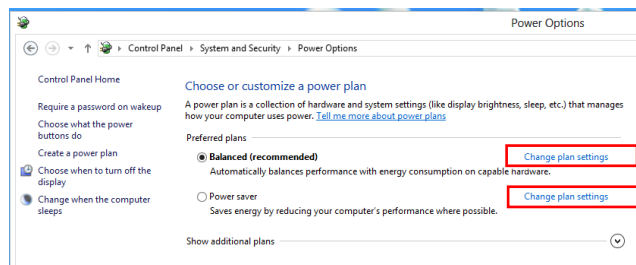 Power Options
Control Panel ▸ System and Security ▸ Power Options
Control Panel Home
Require a password on wakeup
Choose what the power
buttons do
Create a power plan
Choose when to turn off the
display
Change when the computer
sleeps
Choose or customize a power plan
A power plan is a collection of hardware and system settings (like display brightness, sleep, etc.) that manages
how your computer uses power. Tell me more about power plans
Preferred plans
Balanced (recommended) Change plan settings
Automatically balances performance with energy consumption on capable hardware.
Power saver Change plan settings
Saves energy by reducing your computer's performance where possible.
Show additional plans